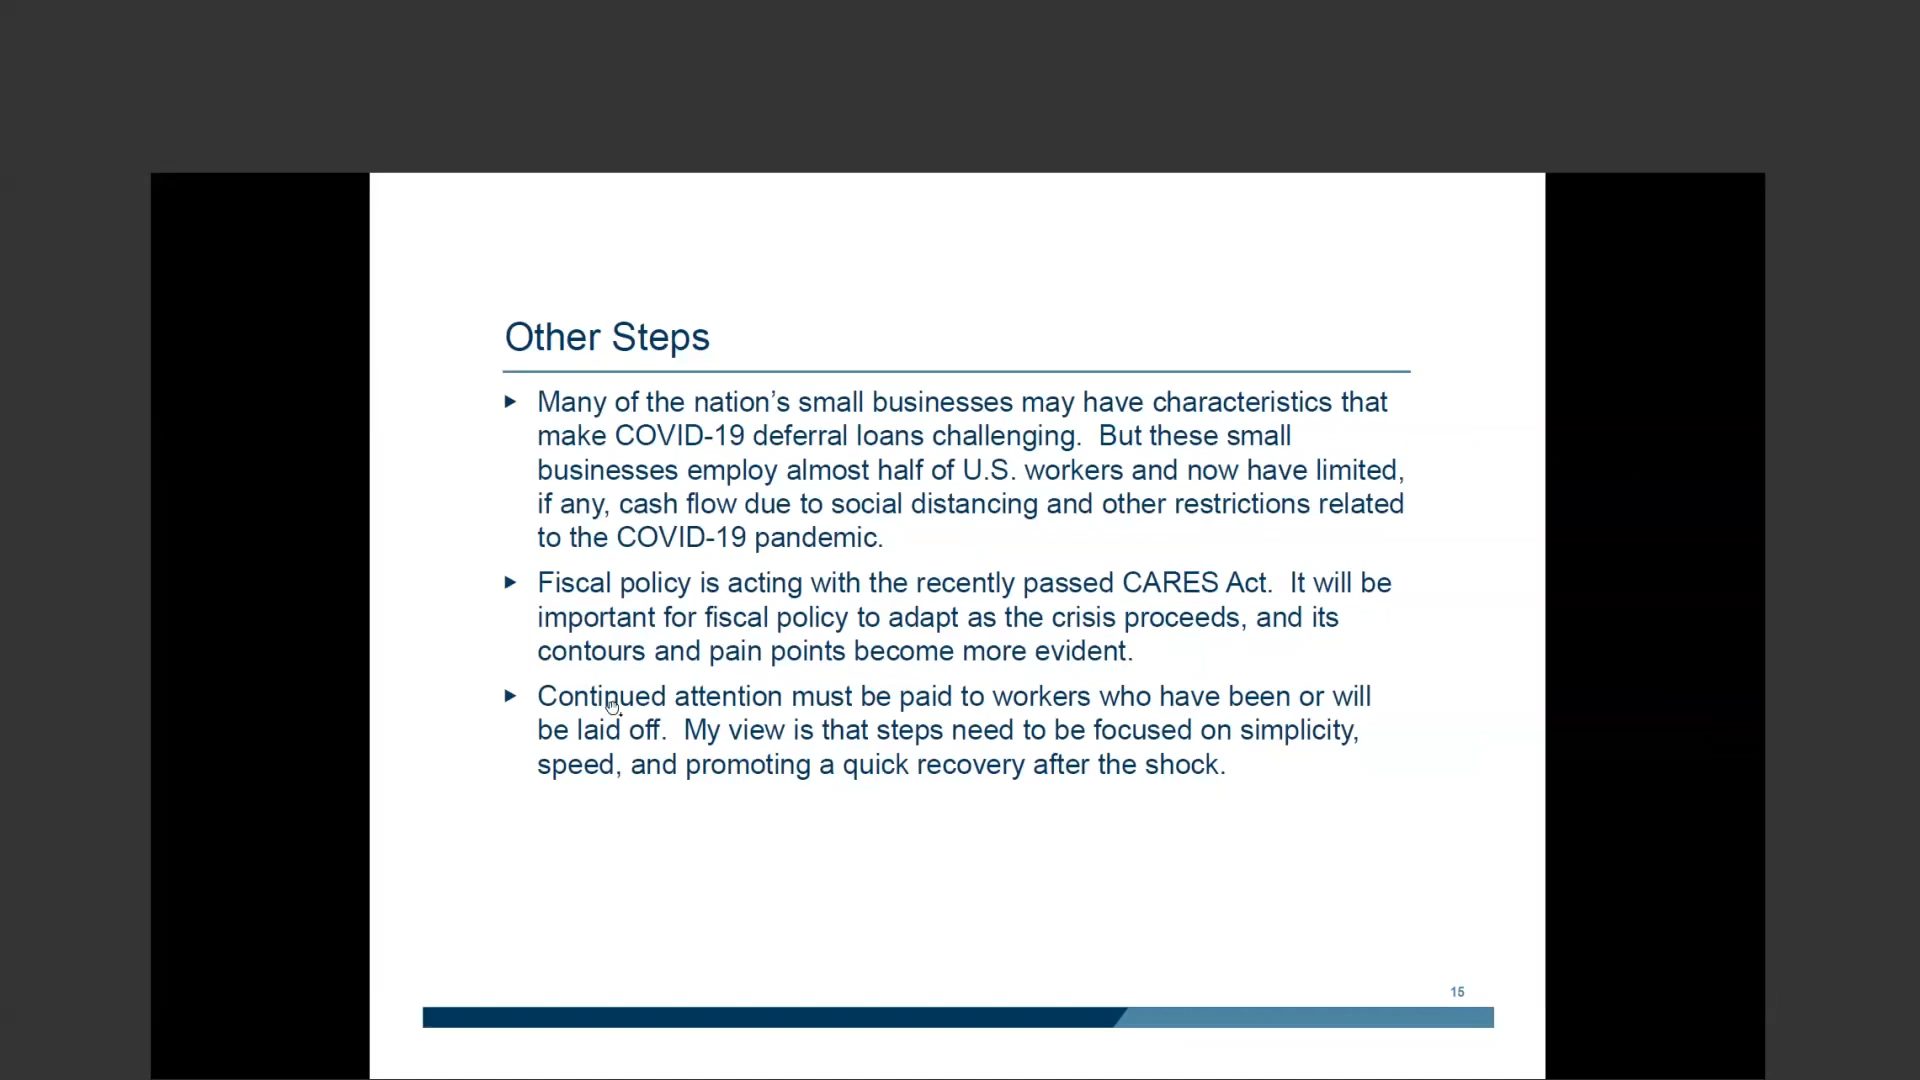 Other Steps
Many of the nation’s small businesses may have characteristics that
make COVID-19 deferral loans challenging.  But these small
businesses employ almost half of U.S. workers and now have limited,
if any, cash flow due to social distancing and other restrictions related
to the COVID-19 pandemic.
Fiscal policy is acting with the recently passed CARES Act.  It will be
important for fiscal policy to adapt as the crisis proceeds, and its
contours and pain points become more evident.
Continued attention must be paid to workers who have been or will
be laid off.  My view is that steps need to be focused on simplicity,
speed, and promoting a quick recovery after the shock.
15